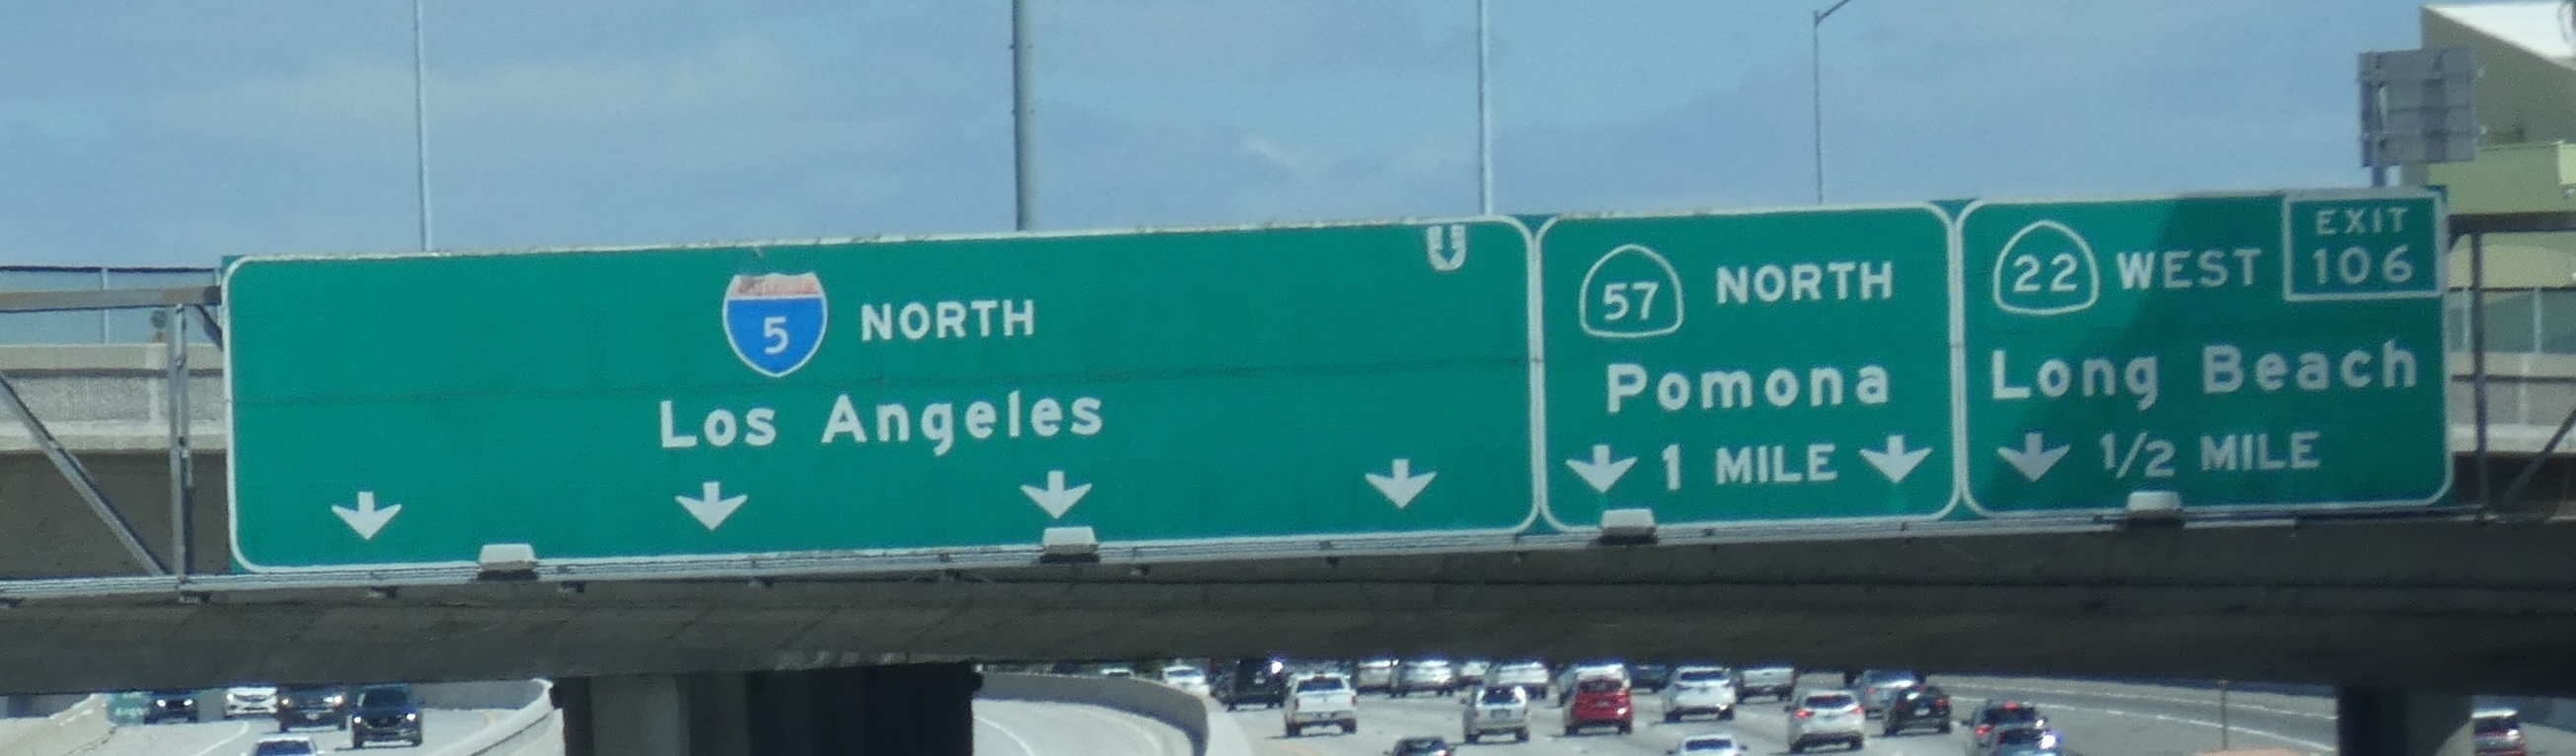 5 NORTH
Los Angeles
57 NORTH
Pomona
1 MILE
EXIT
106
22 WEST
Long Beach
1/2 MILE